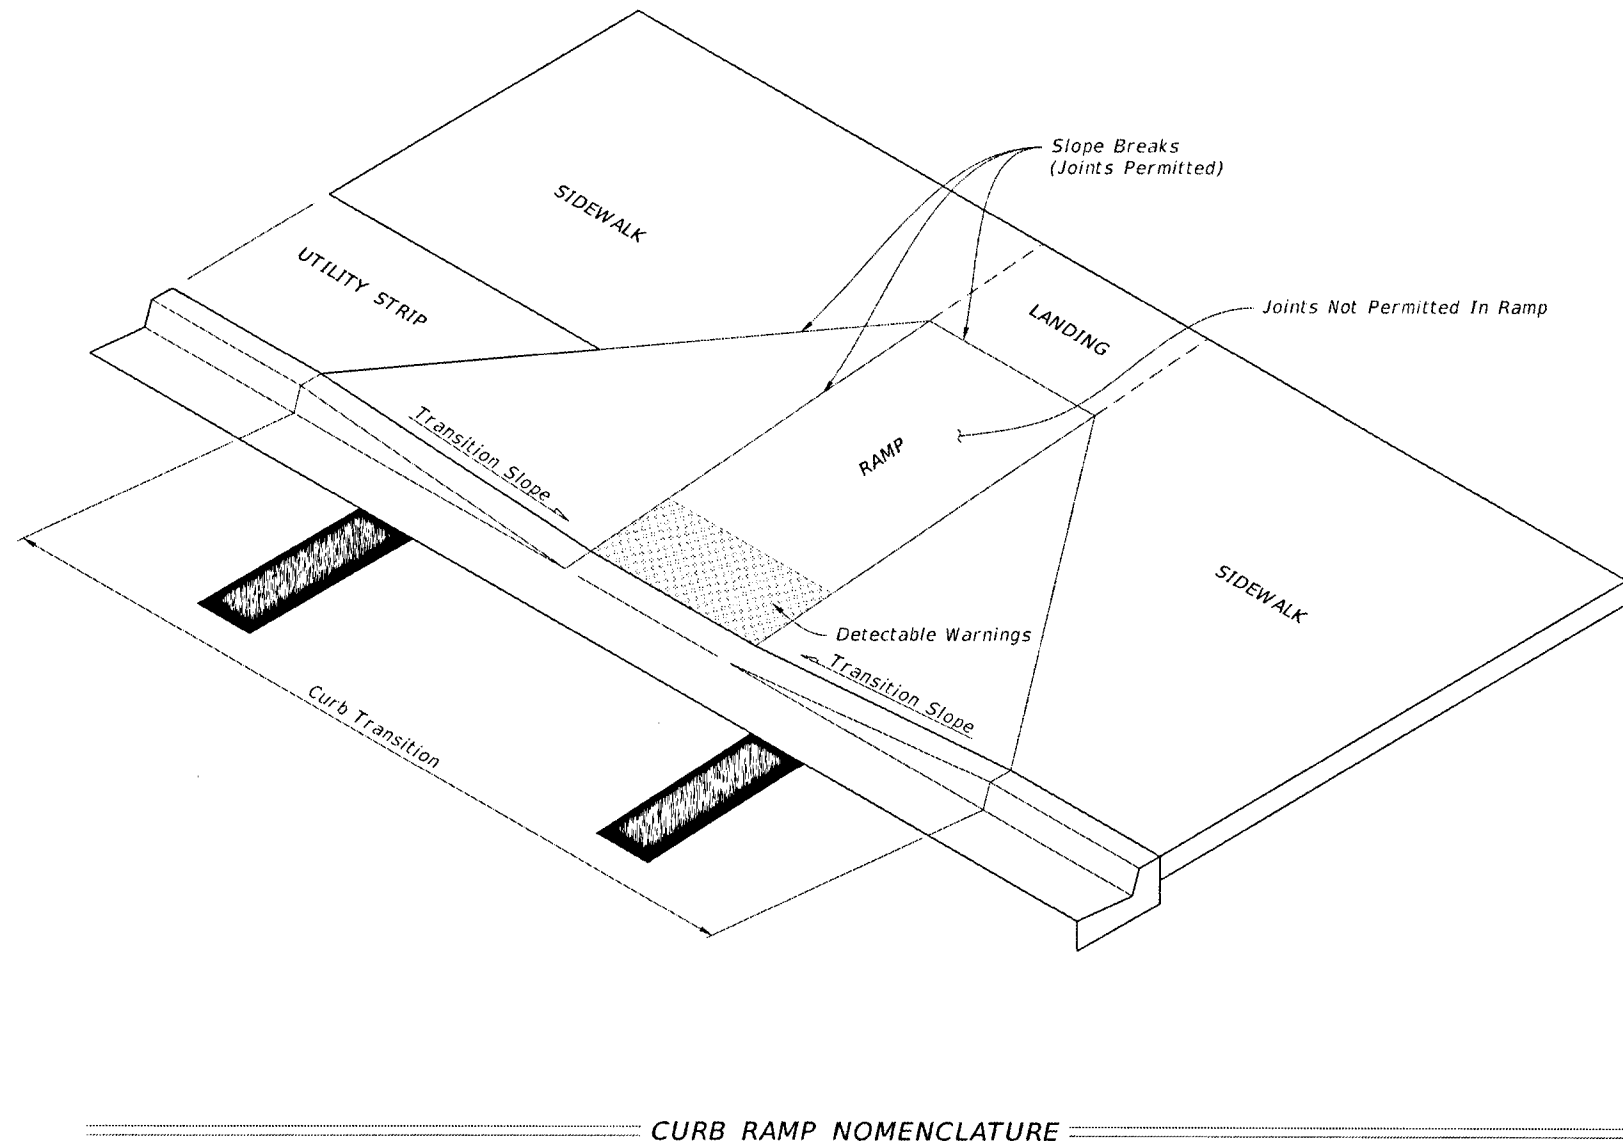 Slope Breaks
(Joints Permitted)
SIDEWALK
UTILITY STRIP
LANDING
Joints Not Permitted In Ramp
Transition Slope
RAMP
SIDEWALK
Detectable Warnings
Transition Slope
Curb Transition
CURB RAMP NOMENCLATURE